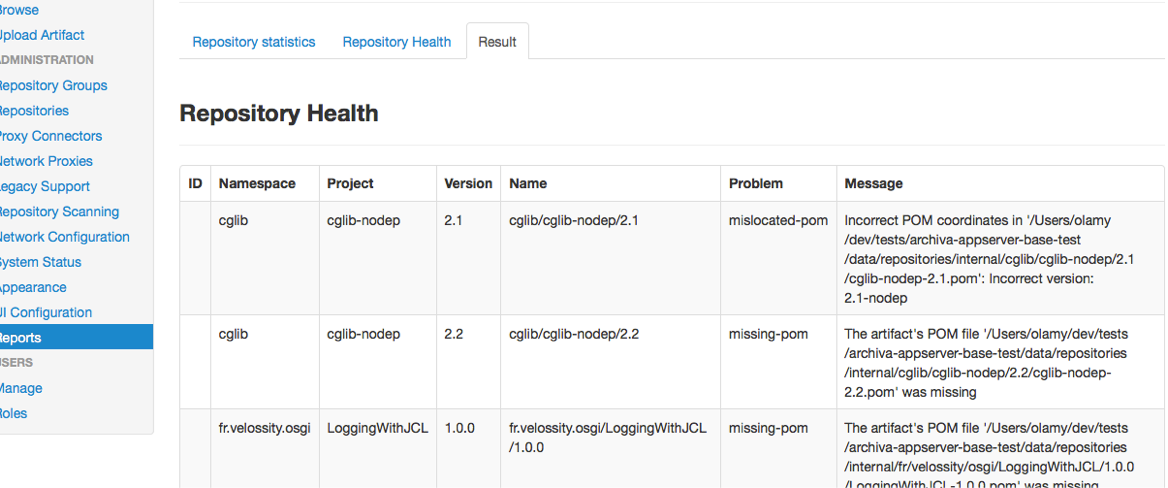 Browse
Upload Artifact
ADMINISTRATION
Repository Groups
Repositories
Proxy Connectors
Network Proxies
Legacy Support
Repository Scanning
Network Configuration
System Status
Appearance
UI Configuration
Reports
USERS
Manage
Roles
Repository statistics Repository Health Result
Repository Health
ID Namespace Project Version Name Problem Message
cglib cglib-nodep 2.1 cglib/cglib-nodep/2.1 mislocated-pom Incorrect POM coordinates in '/Users/olamy
/dev/tests/archiva-appserver-base-test
/data/repositories/internal/cglib/cglib-nodep/2.1
/cglib-nodep-2.1.pom': Incorrect version:
2.1-nodep
cglib cglib-nodep 2.2 cglib/cglib-nodep/2.2 missing-pom The artifact's POM file '/Users/olamy/dev/tests
/archiva-appserver-base-test/data/repositories
/internal/cglib/cglib-nodep/2.2/cglib-nodep-
2.2.pom' was missing
fr.velossity.osgi LoggingWithJCL 1.0.0 fr.velossity.osgi/LoggingWithJCL missing-pom The artifact's POM file '/Users/olamy/dev/tests
/1.0.0 /archiva-appserver-base-test/data/repositories
/internal/fr/velossity/osgi/LoggingWithJCL/1.0.0
/LoggingWithJCL-1.0.0.pom' was missing